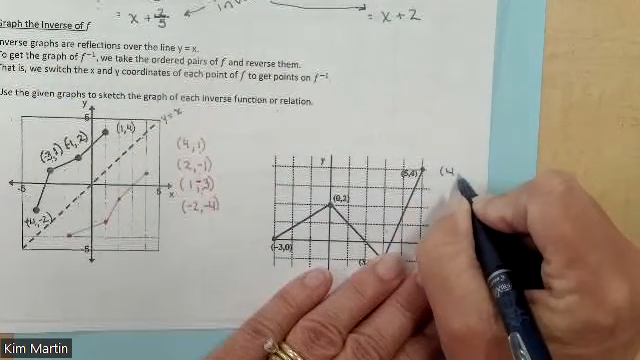 = x + 2/5
= x + 2
Graph the Inverse of f
nverse graphs are reflections over the line y = x.
To get the graph of f⁻¹, we take the ordered pairs of f and reverse them.
That is, we switch the x and y coordinates of each point of f to get points on f⁻¹
Use the given graphs to sketch the graph of each inverse function or relation.
y
5
y=x
(1,4)
(-3,1) (-1,2)
-5
5
x
(-4,-2)
-5
(4,1)
(2,-1)
(1,-3)
(-2,-4)
y
(5,4)
(0,2)
(-3,0)
(3
(4
Kim Martin